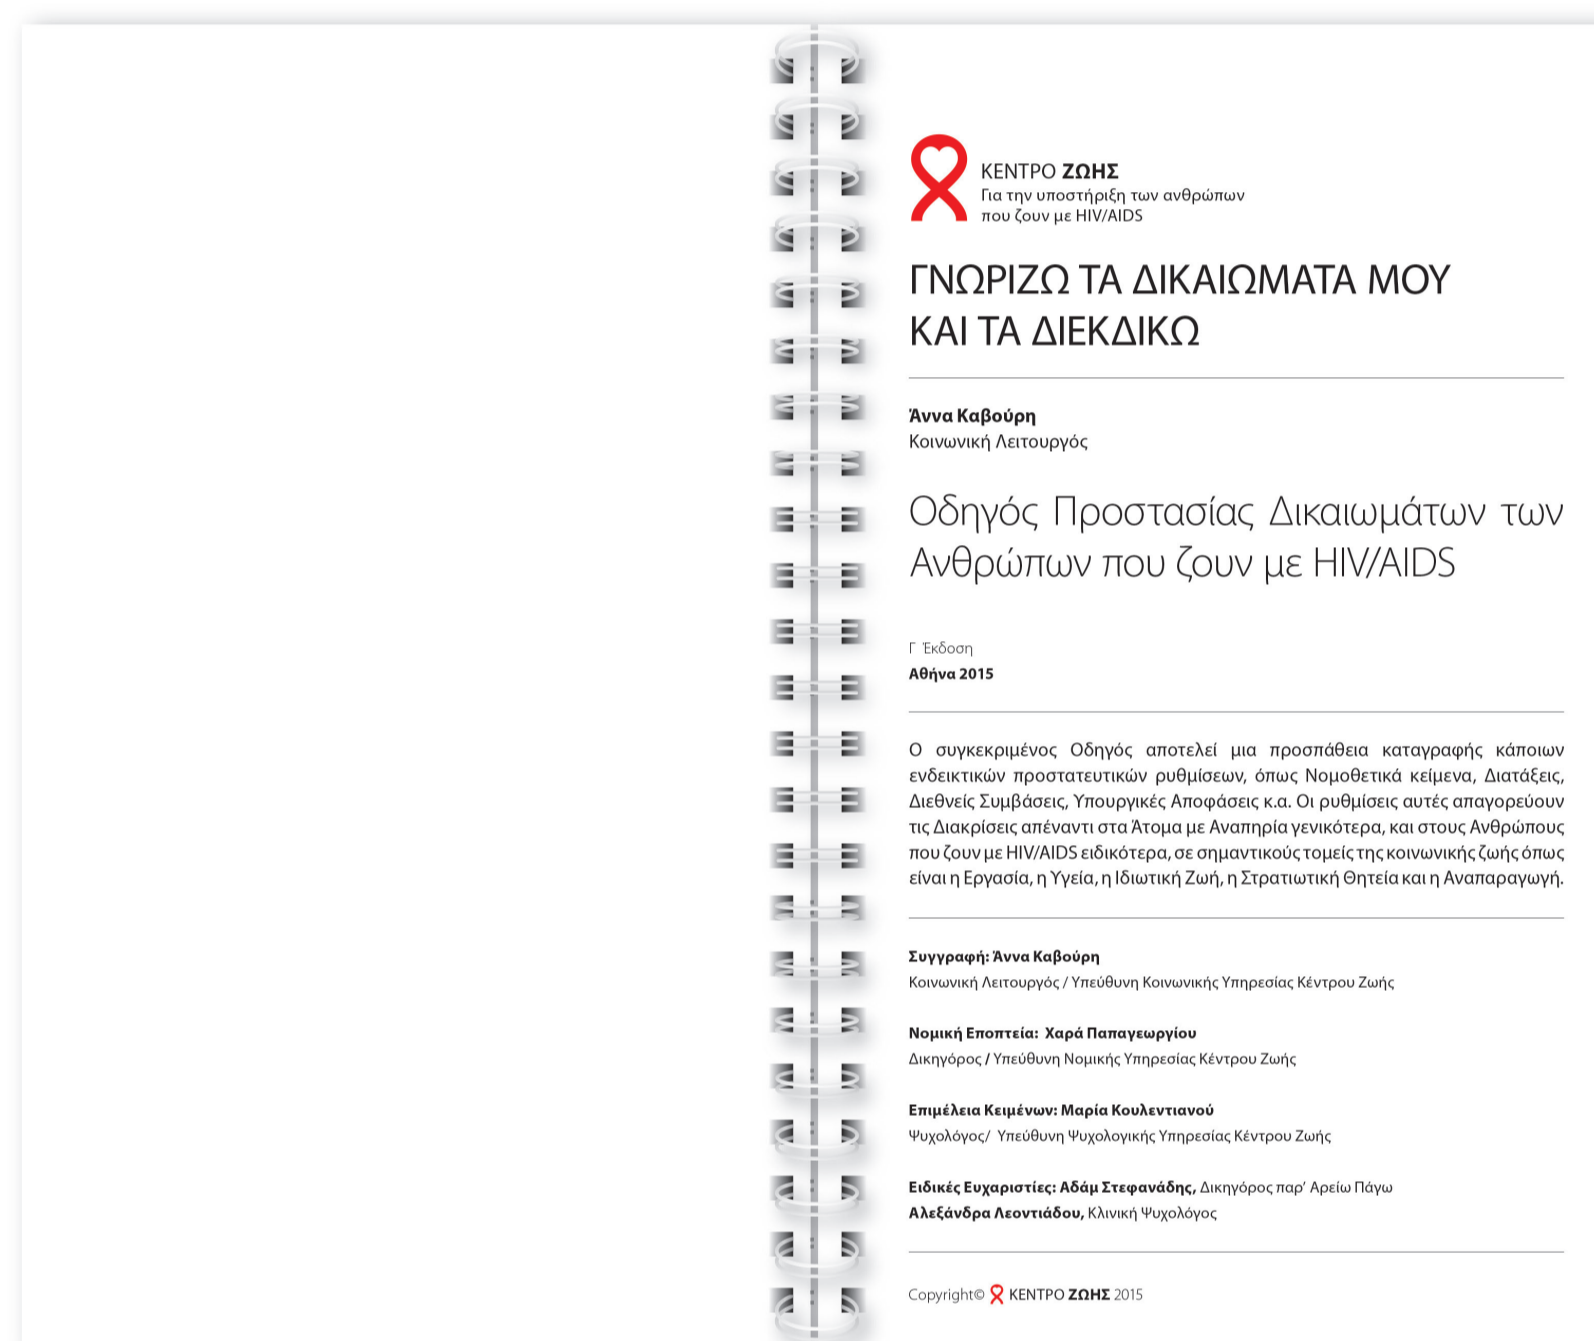 ΚΕΝΤΡΟ ΖΩΗΣ
Για την υποστήριξη των ανθρώπων
που ζουν με HIV/AIDS
ΓΝΩΡΙΖΩ ΤΑ ΔΙΚΑΙΩΜΑΤΑ ΜΟΥ
ΚΑΙ ΤΑ ΔΙΕΚΔΙΚΩ
Άννα Καβούρη
Κοινωνική Λειτουργός
Οδηγός Προστασίας Δικαιωμάτων των
Ανθρώπων που ζουν με HIV/AIDS
Γ Έκδοση
Αθήνα 2015
Ο συγκεκριμένος Οδηγός αποτελεί μια προσπάθεια καταγραφής κάποιων
ενδεικτικών προστατευτικών ρυθμίσεων, όπως Νομοθετικά κείμενα, Διατάξεις,
Διεθνείς Συμβάσεις, Υπουργικές Αποφάσεις κ.α. Οι ρυθμίσεις αυτές απαγορεύουν
τις Διακρίσεις απέναντι στα Άτομα με Αναπηρία γενικότερα, και στους Ανθρώπους
που ζουν με HIV/AIDS ειδικότερα, σε σημαντικούς τομείς της κοινωνικής ζωής όπως
είναι η Εργασία, η Υγεία, η Ιδιωτική Ζωή, η Στρατιωτική Θητεία και η Αναπαραγωγή.
Συγγραφή: Άννα Καβούρη
Κοινωνική Λειτουργός / Υπεύθυνη Κοινωνικής Υπηρεσίας Κέντρου Ζωής
Νομική Εποπτεία: Χαρά Παπαγεωργίου
Δικηγόρος / Υπεύθυνη Νομικής Υπηρεσίας Κέντρου Ζωής
Επιμέλεια Κειμένων: Μαρία Κουλεντιανού
Ψυχολόγος/ Υπεύθυνη Ψυχολογικής Υπηρεσίας Κέντρου Ζωής
Ειδικές Ευχαριστίες: Αδάμ Στεφανάδης, Δικηγόρος παρ’ Αρείω Πάγω
Αλεξάνδρα Λεοντιάδου, Κλινική Ψυχολόγος
Copyright© ΚΕΝΤΡΟ ΖΩΗΣ 2015